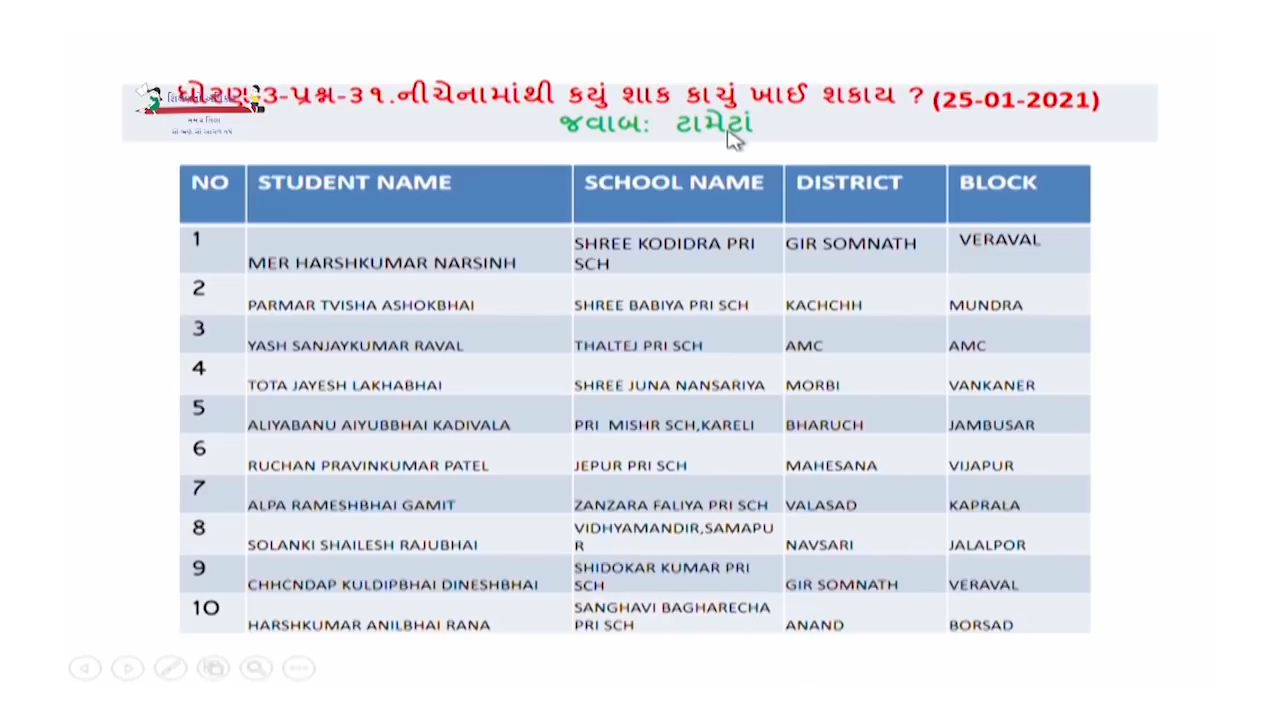 ધોરણ 3-પ્રશ્ન-૩૧.નીચેનામાંથી કયું શાક કાચું ખાઈ શકાય ? (25-01-2021)
જવાબ: ટામેટાં
NO STUDENT NAME SCHOOL NAME DISTRICT BLOCK
1 MER HARSHKUMAR NARSINH SHREE KODIDRA PRI SCH GIR SOMNATH VERAVAL
2 PARMAR TVISHA ASHOKBHAI SHREE BABIYA PRI SCH KACHCHH MUNDRA
3 YASH SANJAYKUMAR RAVAL THALTEJ PRI SCH AMC AMC
4 TOTA JAYESH LAKHABHAI SHREE JUNA NANSARIYA MORBI VANKANER
5 ALIYABANU AIYUBBHAI KADIVALA PRI MISHR SCH,KARELI BHARUCH JAMBUSAR
6 RUCHAN PRAVINKUMAR PATEL JEPUR PRI SCH MAHESANA VIJAPUR
7 ALPA RAMESHBHAI GAMIT ZANZARA FALIYA PRI SCH VALASAD KAPRALA
8 SOLANKI SHAILESH RAJUBHAI VIDHYAMANDIR,SAMAPUR NAVSARI JALALPOR
9 CHHCNDAP KULDIPBHAI DINESHBHAI SHIDOKAR KUMAR PRI SCH GIR SOMNATH VERAVAL
10 HARSHKUMAR ANILBHAI RANA SANGHAVI BAGHARECHA PRI SCH ANAND BORSAD